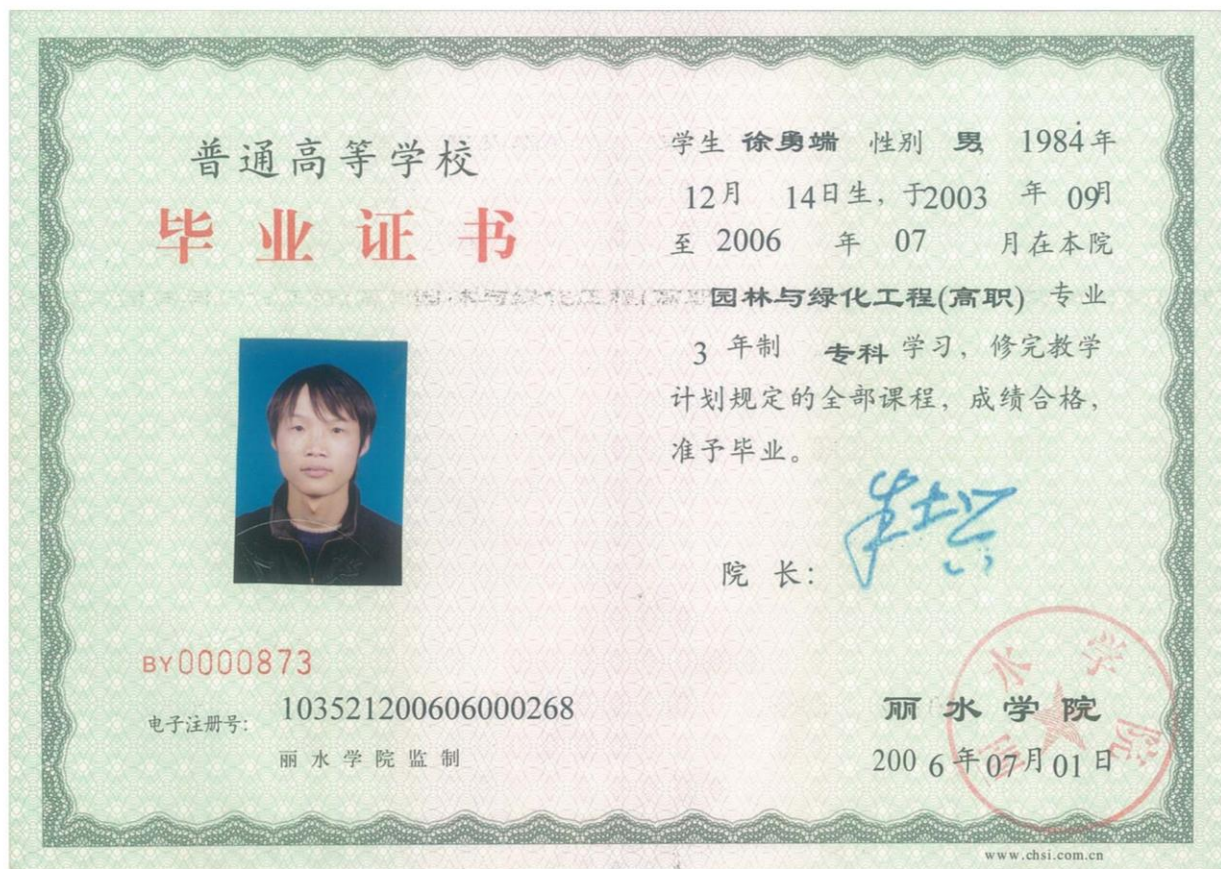 普通高等学校
毕业证书
BY0000873
电子注册号：103521200606000268
丽水学院监制
学生 徐勇端 性别 男 1984年
12月 14日生，于2003 年 09月
至 2006 年 07 月在本院
园林与绿化工程(高职) 专业
3 年制 专科 学习，修完教学
计划规定的全部课程，成绩合格，
准予毕业。
院 长：
丽水学院
2006年07月01日
丽水学院
www.chsi.com.cn